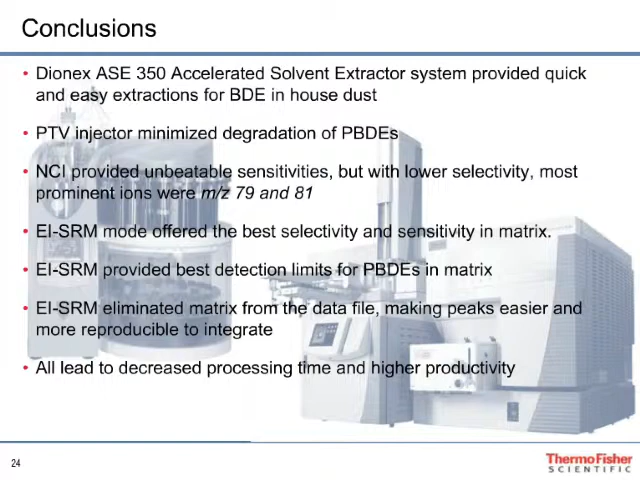 Conclusions
• Dionex ASE 350 Accelerated Solvent Extractor system provided quick
and easy extractions for BDE in house dust
• PTV injector minimized degradation of PBDEs
• NCI provided unbeatable sensitivities, but with lower selectivity, most
prominent ions were m/z 79 and 81
• EI-SRM mode offered the best selectivity and sensitivity in matrix.
• EI-SRM provided best detection limits for PBDEs in matrix
• EI-SRM eliminated matrix from the data file, making peaks easier and
more reproducible to integrate
• All lead to decreased processing time and higher productivity
24
ThermoFisher
SCIENTIFIC